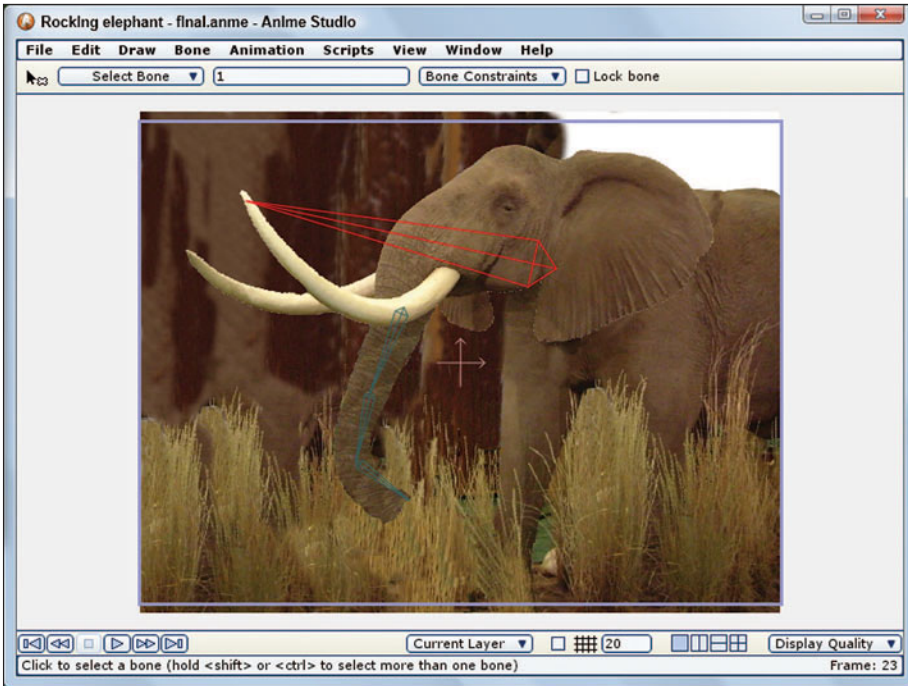 Rocking elephant - final.anme - Anime Studio
File Edit Draw Bone Animation Scripts View Window Help
Select Bone 1 Bone Constraints Lock bone
Current Layer 20 Display Quality
Click to select a bone (hold <shift> or <ctrl> to select more than one bone) Frame: 23